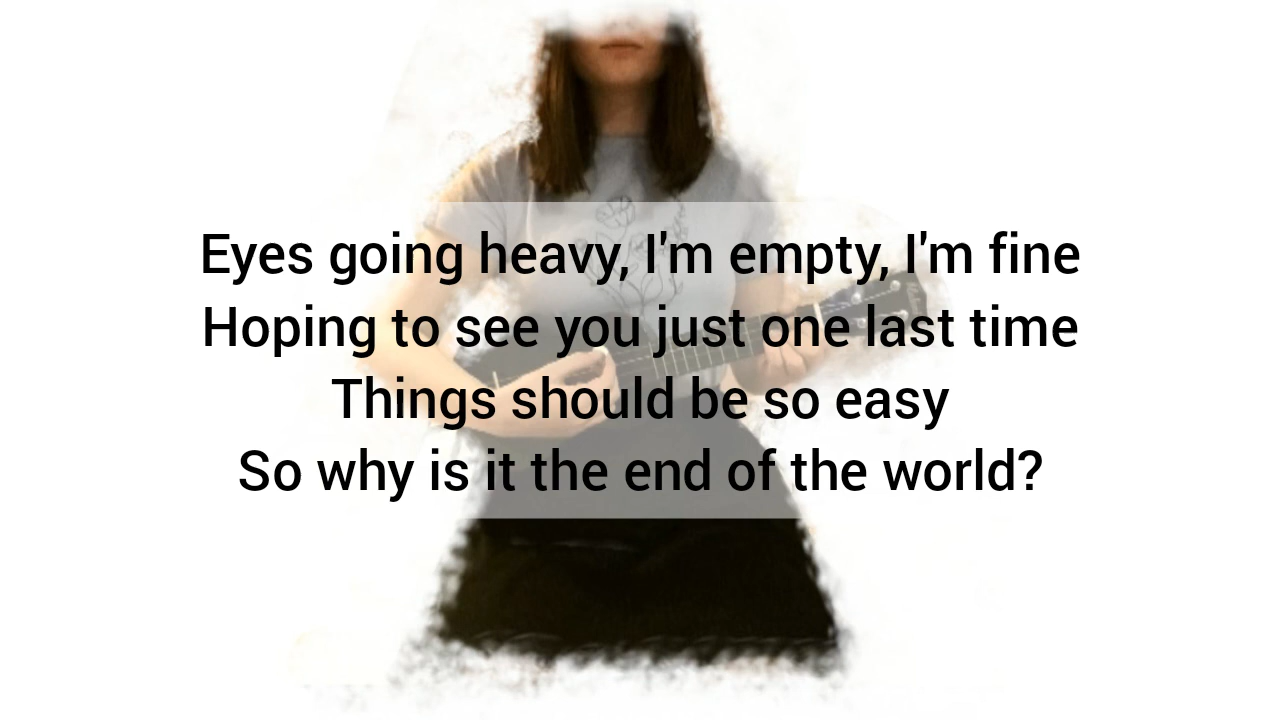 Eyes going heavy, I'm empty, I'm fine
Hoping to see you just one last time
Things should be so easy
So why is it the end of the world?